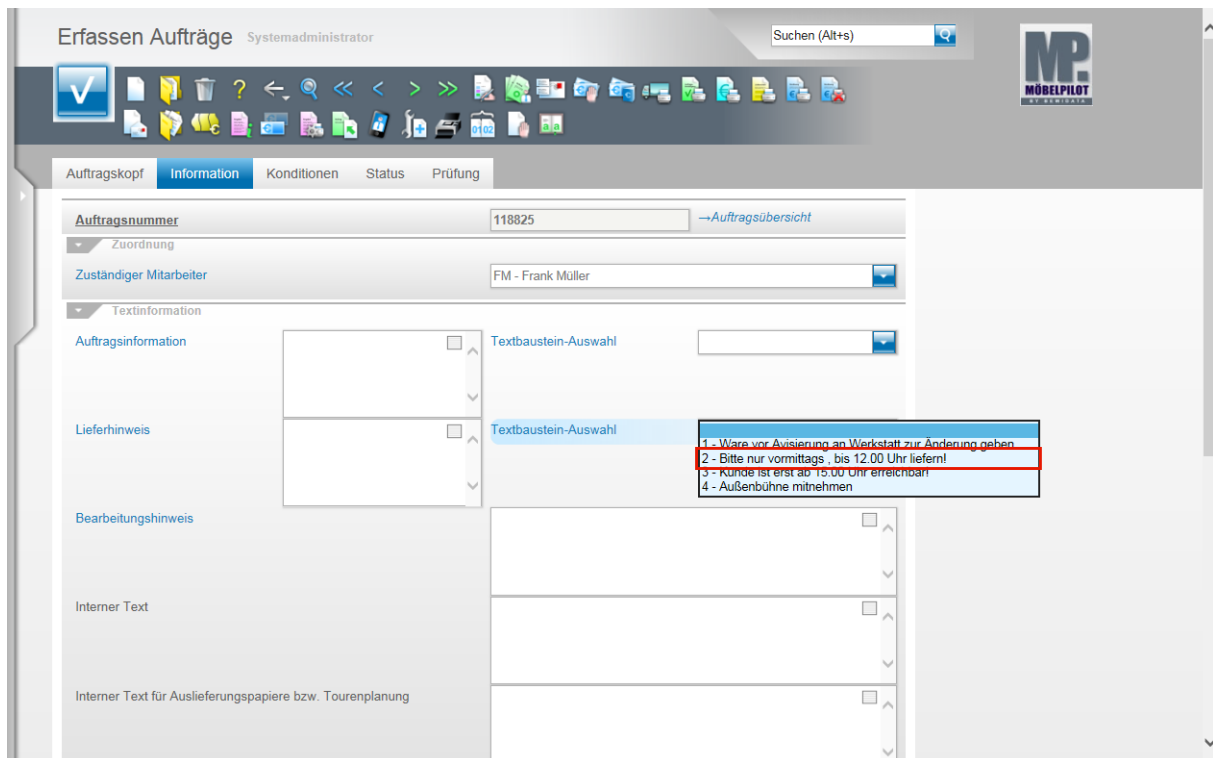 Erfassen Aufträge Systemadministrator
Suchen (Alt+s)
MP.
MÖBELPILOT
BY DEMIDATA
Auftragskopf Information Konditionen Status Prüfung
Auftragsnummer 118825 →Auftragsübersicht
Zuordnung
Zuständiger Mitarbeiter FM - Frank Müller
Textinformation
Auftragsinformation Textbaustein-Auswahl
Lieferhinweis Textbaustein-Auswahl
1 - Ware vor Avisierung an Werkstatt zur Änderung geben
2 - Bitte nur vormittags , bis 12.00 Uhr liefern!
3 - Kunde ist erst ab 15.00 Uhr erreichbar!
4 - Außenbühne mitnehmen
Bearbeitungshinweis
Interner Text
Interner Text für Auslieferungspapiere bzw. Tourenplanung